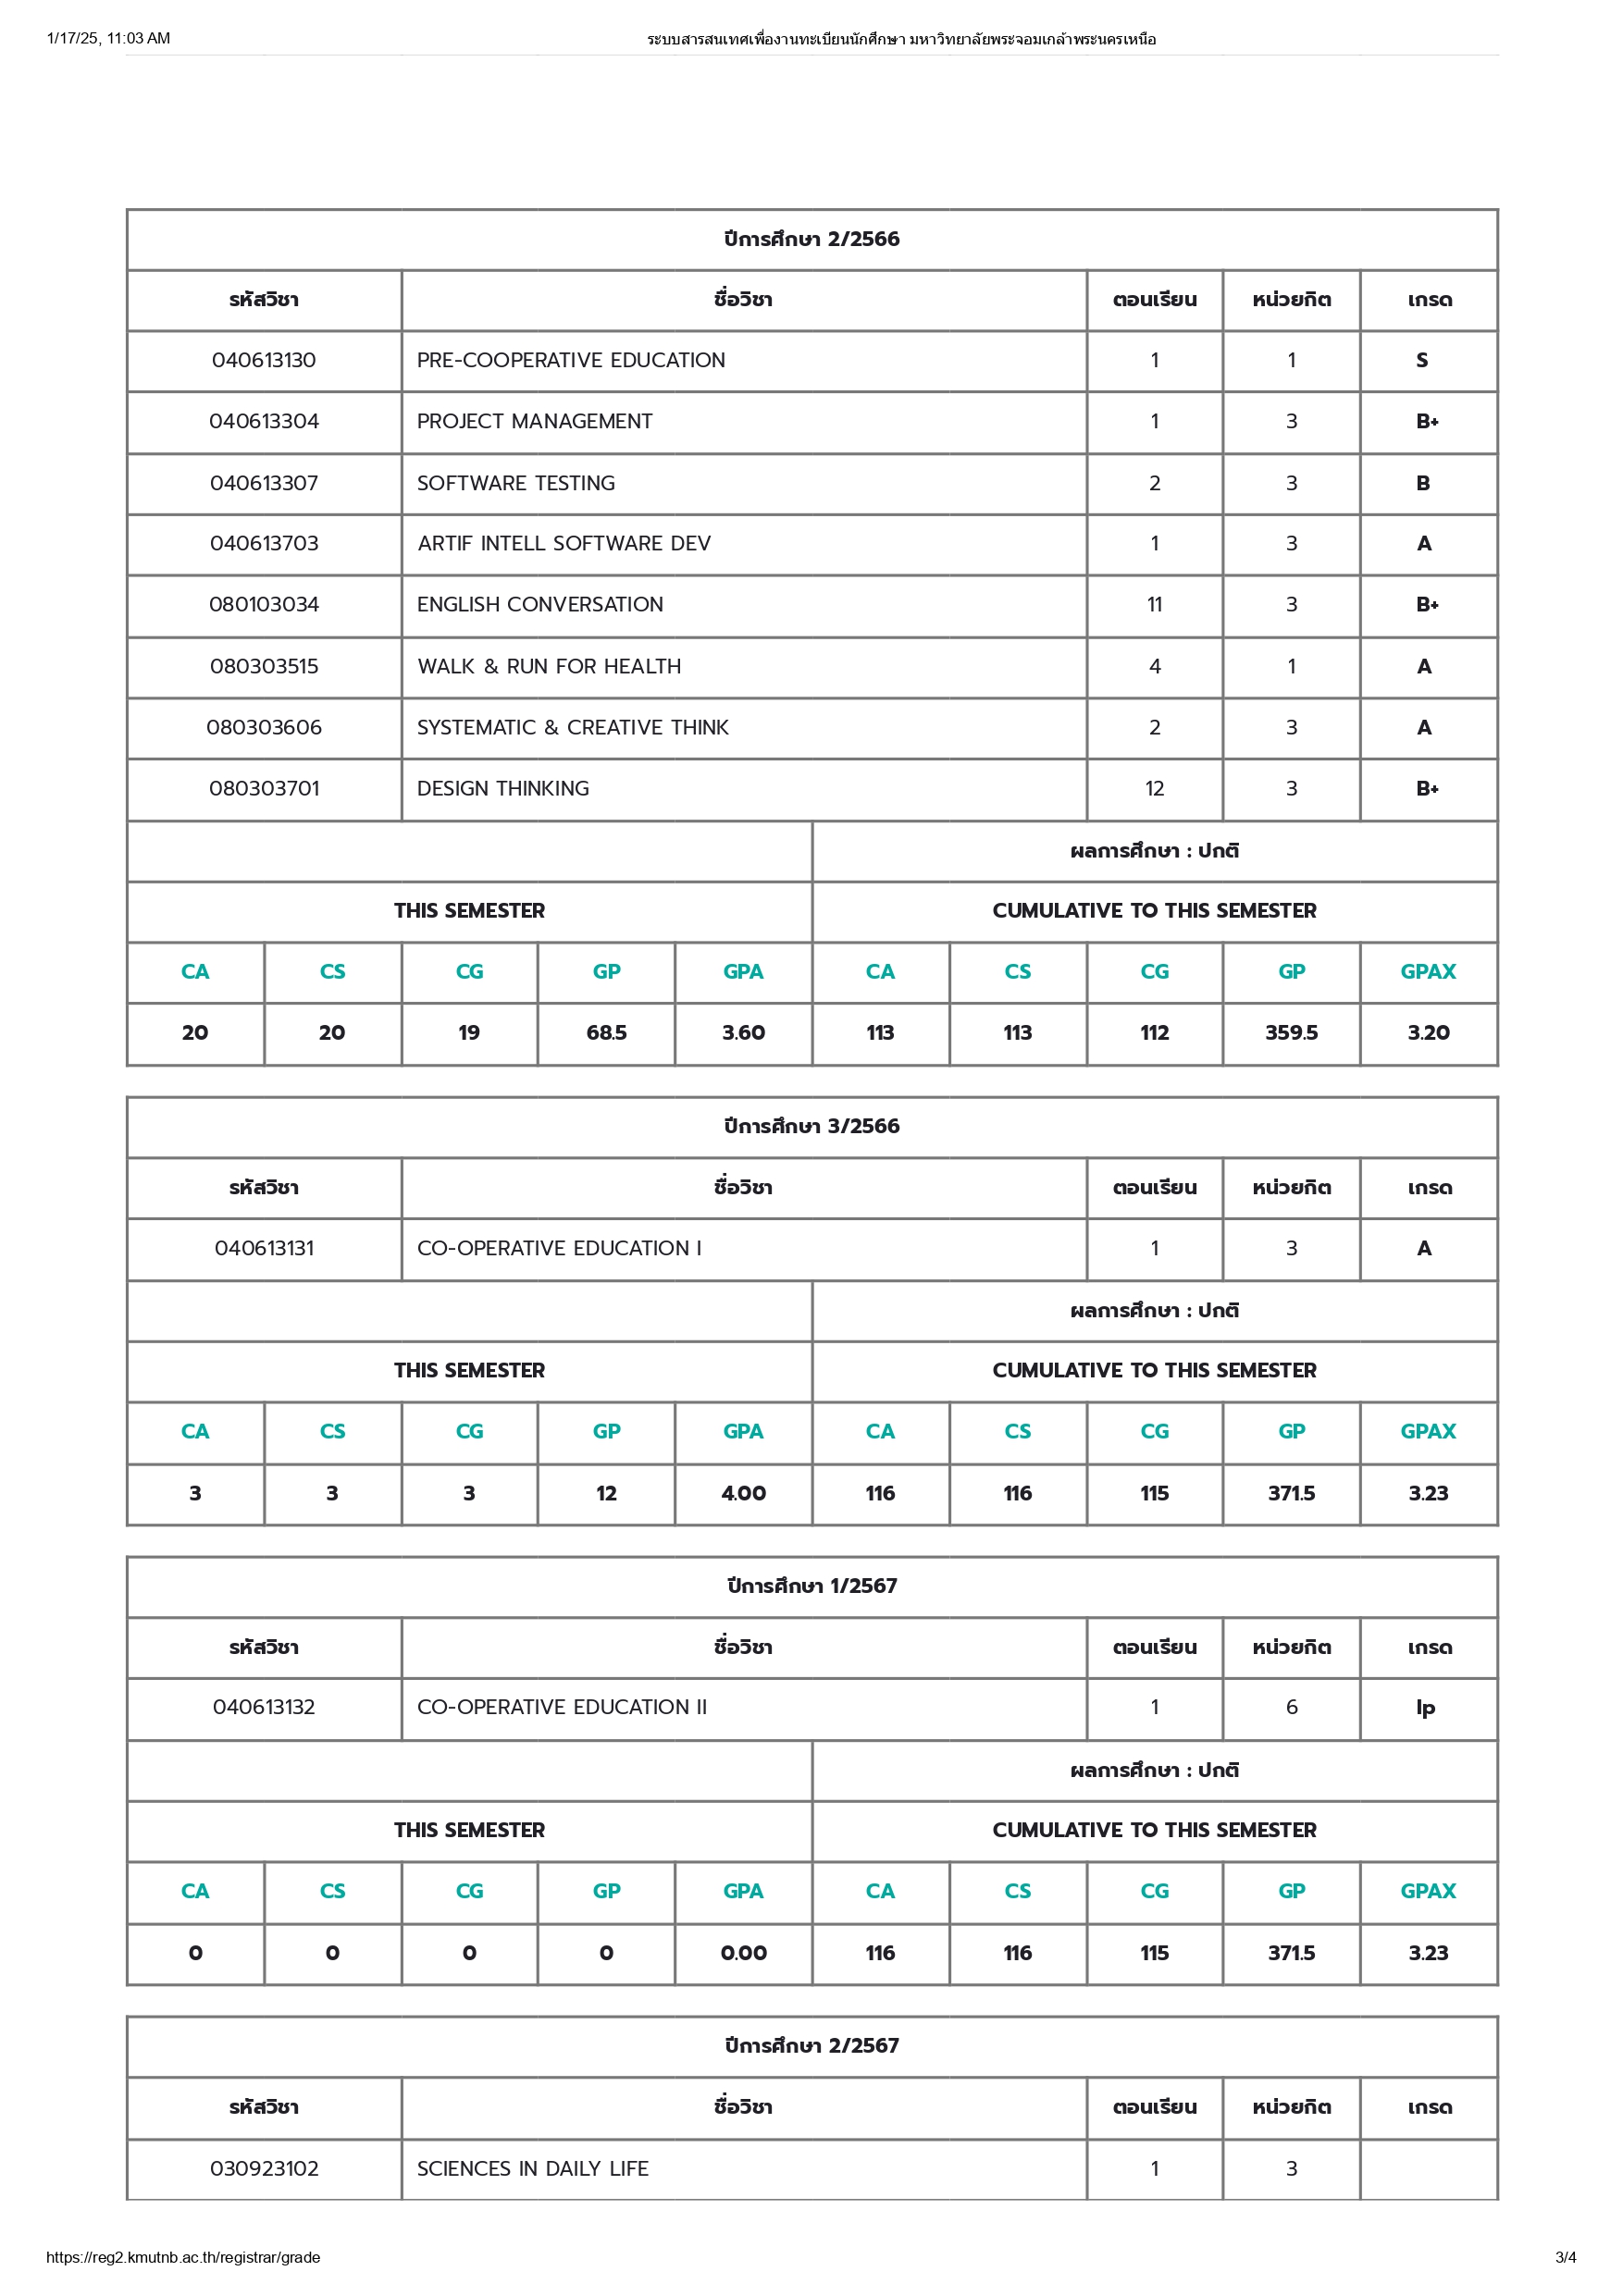 1/17/25, 11:03 AM ระบบสารสนเทศเพื่องานทะเบียนนักศึกษา มหาวิทยาลัยพระจอมเกล้าพระนครเหนือ
ปีการศึกษา 2/2566
รหัสวิชา ชื่อวิชา ตอนเรียน หน่วยกิต เกรด
040613130 PRE-COOPERATIVE EDUCATION 1 1 S
040613304 PROJECT MANAGEMENT 1 3 B+
040613307 SOFTWARE TESTING 2 3 B
040613703 ARTIF INTELL SOFTWARE DEV 1 3 A
080103034 ENGLISH CONVERSATION 11 3 B+
080303515 WALK & RUN FOR HEALTH 4 1 A
080303606 SYSTEMATIC & CREATIVE THINK 2 3 A
080303701 DESIGN THINKING 12 3 B+
ผลการศึกษา : ปกติ
THIS SEMESTER CUMULATIVE TO THIS SEMESTER
CA CS CG GP GPA CA CS CG GP GPAX
20 20 19 68.5 3.60 113 113 112 359.5 3.20
ปีการศึกษา 3/2566
รหัสวิชา ชื่อวิชา ตอนเรียน หน่วยกิต เกรด
040613131 CO-OPERATIVE EDUCATION I 1 3 A
ผลการศึกษา : ปกติ
THIS SEMESTER CUMULATIVE TO THIS SEMESTER
CA CS CG GP GPA CA CS CG GP GPAX
3 3 3 12 4.00 116 116 115 371.5 3.23
ปีการศึกษา 1/2567
รหัสวิชา ชื่อวิชา ตอนเรียน หน่วยกิต เกรด
040613132 CO-OPERATIVE EDUCATION II 1 6 Ip
ผลการศึกษา : ปกติ
THIS SEMESTER CUMULATIVE TO THIS SEMESTER
CA CS CG GP GPA CA CS CG GP GPAX
0 0 0 0 0.00 116 116 115 371.5 3.23
ปีการศึกษา 2/2567
รหัสวิชา ชื่อวิชา ตอนเรียน หน่วยกิต เกรด
030923102 SCIENCES IN DAILY LIFE 1 3
https://reg2.kmutnb.ac.th/registrar/grade 3/4